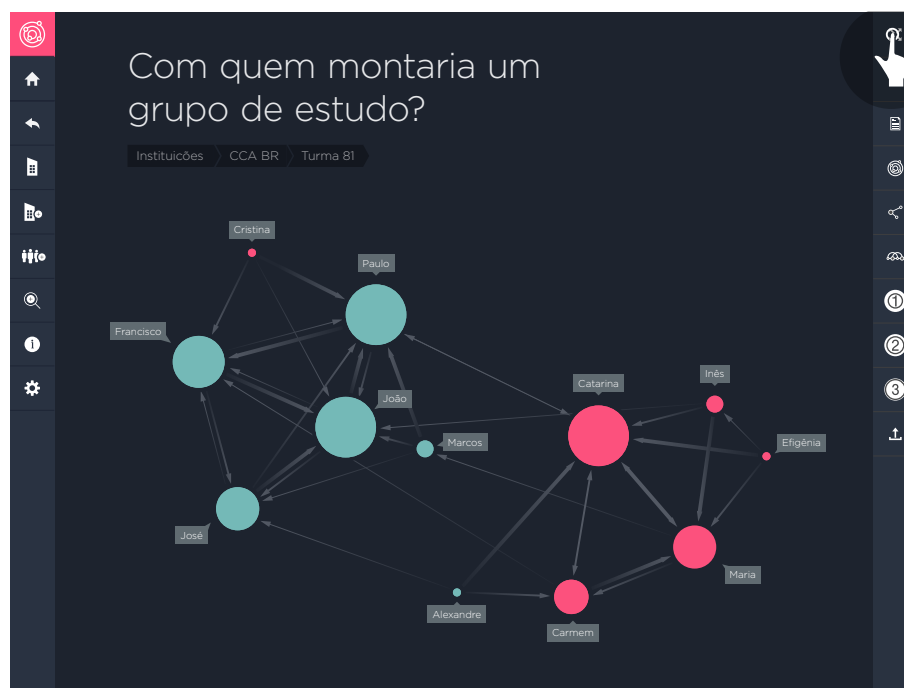 Com quem montaria um
grupo de estudo?
Instituicões CCA BR Turma 81
Cristina
Paulo
Francisco
Inês
Catarina
João
Marcos
Efigênia
José
Maria
Alexandre
Carmem
1
2
3